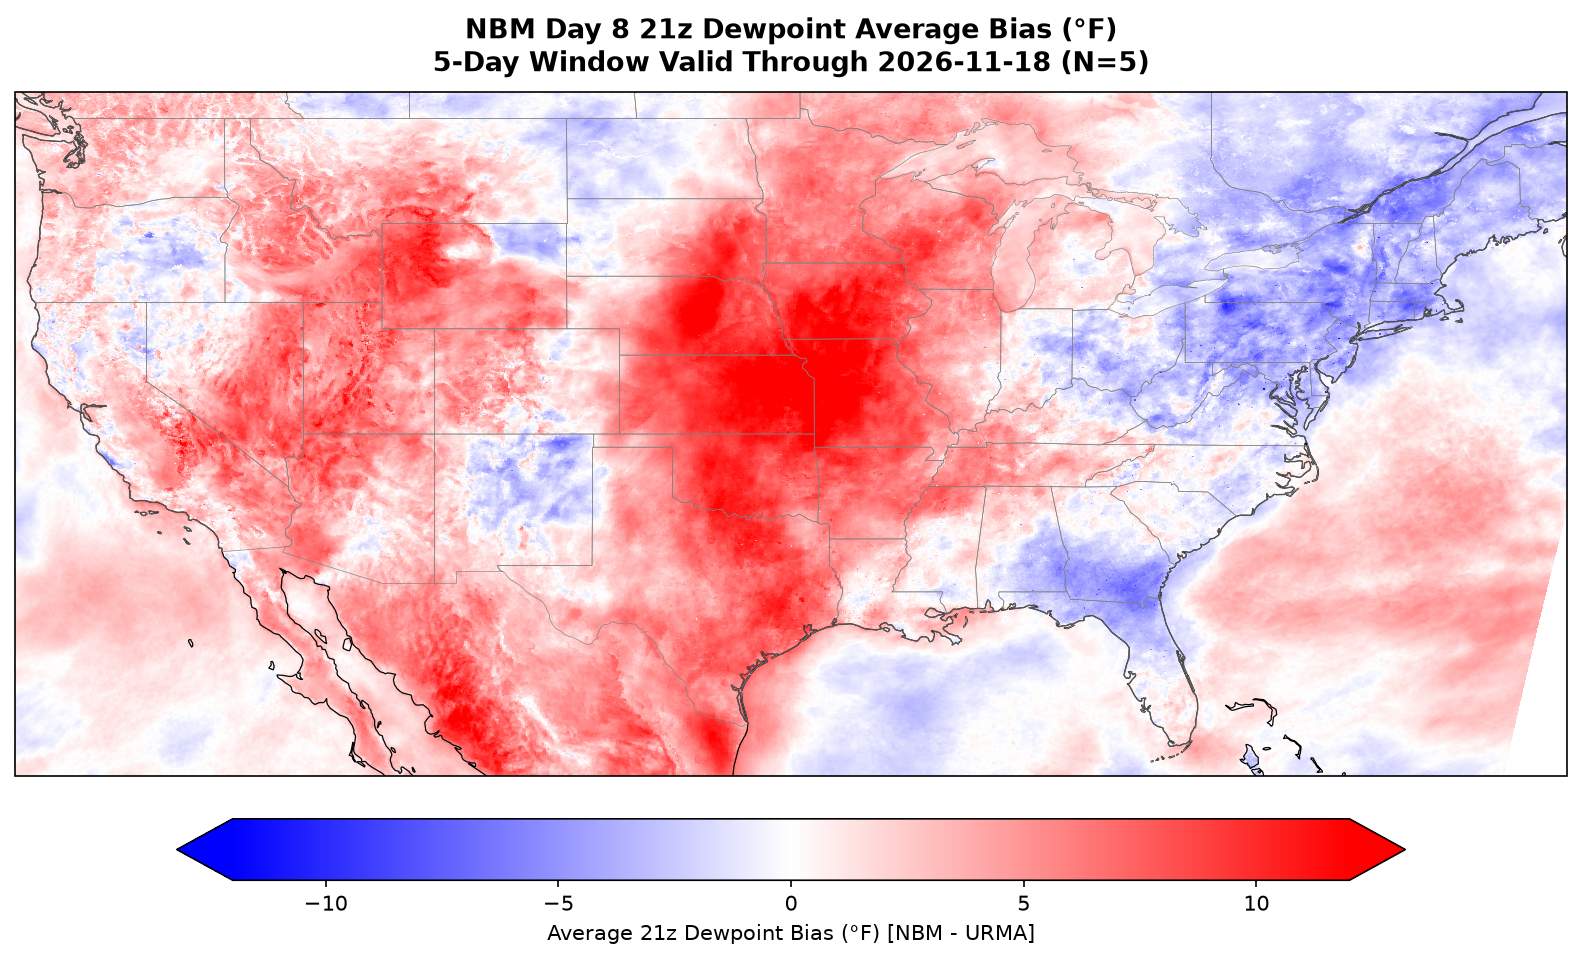 NBM Day 8 21z Dewpoint Average Bias (°F)
5-Day Window Valid Through 2026-11-18 (N=5)
−10 −5 0 5 10
Average 21z Dewpoint Bias (°F) [NBM - URMA]